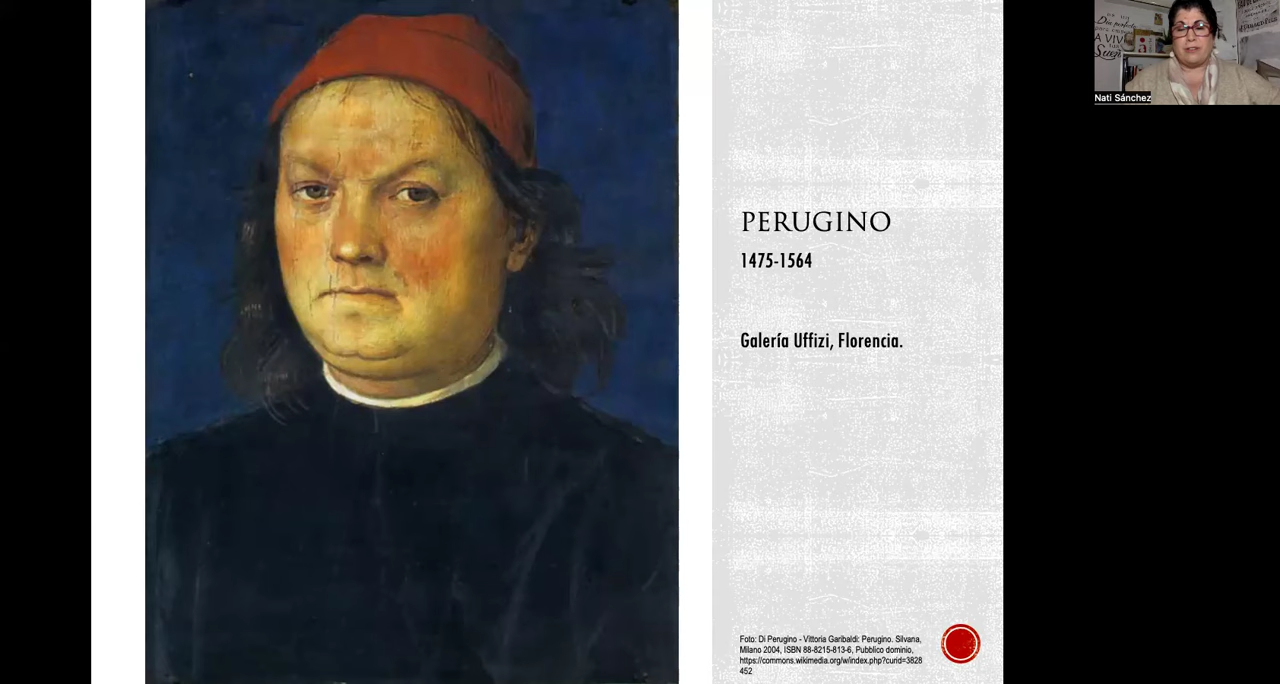 PERUGINO
1475-1564
Galería Uffizi, Florencia.
Foto: Di Perugino - Vittoria Garibaldi: Perugino. Silvana,
Milano 2004, ISBN 88-8215-813-6, Pubblico dominio,
https://commons.wikimedia.org/w/index.php?curid=3828
452
Nati Sánchez